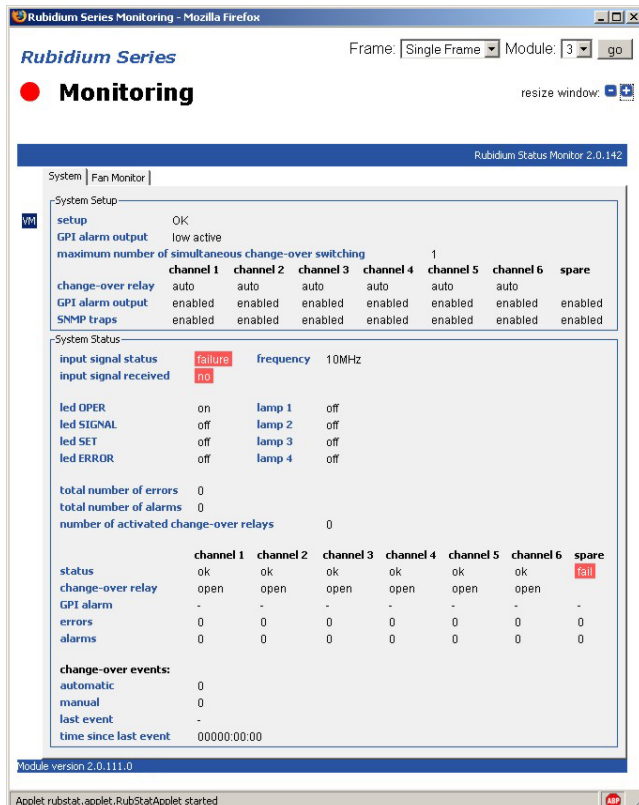 Rubidium Series Monitoring - Mozilla Firefox
Rubidium Series Frame: Single Frame Module: 3 go
Monitoring resize window:
Rubidium Status Monitor 2.0.142
System Fan Monitor
VM
System Setup
setup OK
GPI alarm output low active
maximum number of simultaneous change-over switching 1
channel 1 channel 2 channel 3 channel 4 channel 5 channel 6 spare
change-over relay auto auto auto auto auto auto
GPI alarm output enabled enabled enabled enabled enabled enabled enabled
SNMP traps enabled enabled enabled enabled enabled enabled enabled
System Status
input signal status failure frequency 10MHz
input signal received no
led OPER on lamp 1 off
led SIGNAL off lamp 2 off
led SET off lamp 3 off
led ERROR off lamp 4 off
total number of errors 0
total number of alarms 0
number of activated change-over relays 0
channel 1 channel 2 channel 3 channel 4 channel 5 channel 6 spare
status ok ok ok ok ok ok fail
change-over relay open open open open open open
GPI alarm - - - - - - -
errors 0 0 0 0 0 0 0
alarms 0 0 0 0 0 0 0
change-over events:
automatic 0
manual 0
last event -
time since last event 00000:00:00
Module version 2.0.111.0
Applet rubstat.applet.RubStatApplet started ABP